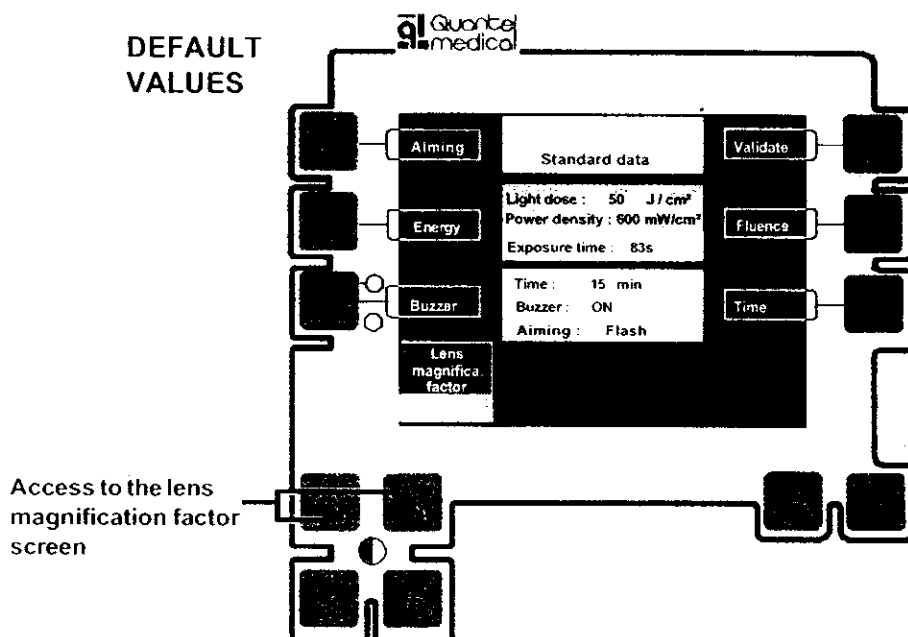 Quantel
medical
DEFAULT
VALUES
Aiming
Standard data
Validate
Light dose : 50 J / cm²
Power density : 600 mW/cm²
Exposure time : 83s
Energy
Fluence
Time : 15 min
Buzzer : ON
Aiming : Flash
Buzzer
Time
Lens
magnifica.
factor
Access to the lens
magnification factor
screen